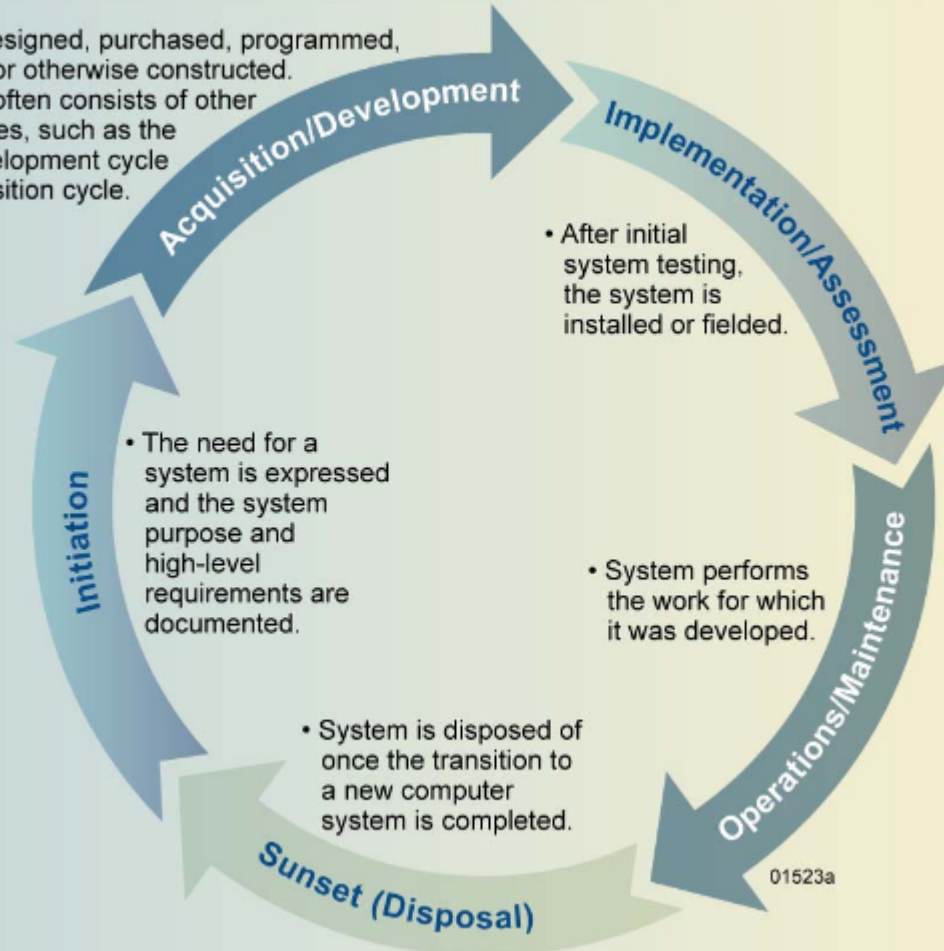 esigned, purchased, programmed,
or otherwise constructed.
often consists of other
es, such as the
elopment cycle
sition cycle.
Acquisition/Development
Implementation/Assessment
• After initial
system testing,
the system is
installed or fielded.
Operations/Maintenance
• System performs
the work for which
it was developed.
Sunset (Disposal)
• System is disposed of
once the transition to
a new computer
system is completed.
Initiation
• The need for a
system is expressed
and the system
purpose and
high-level
requirements are
documented.
01523a